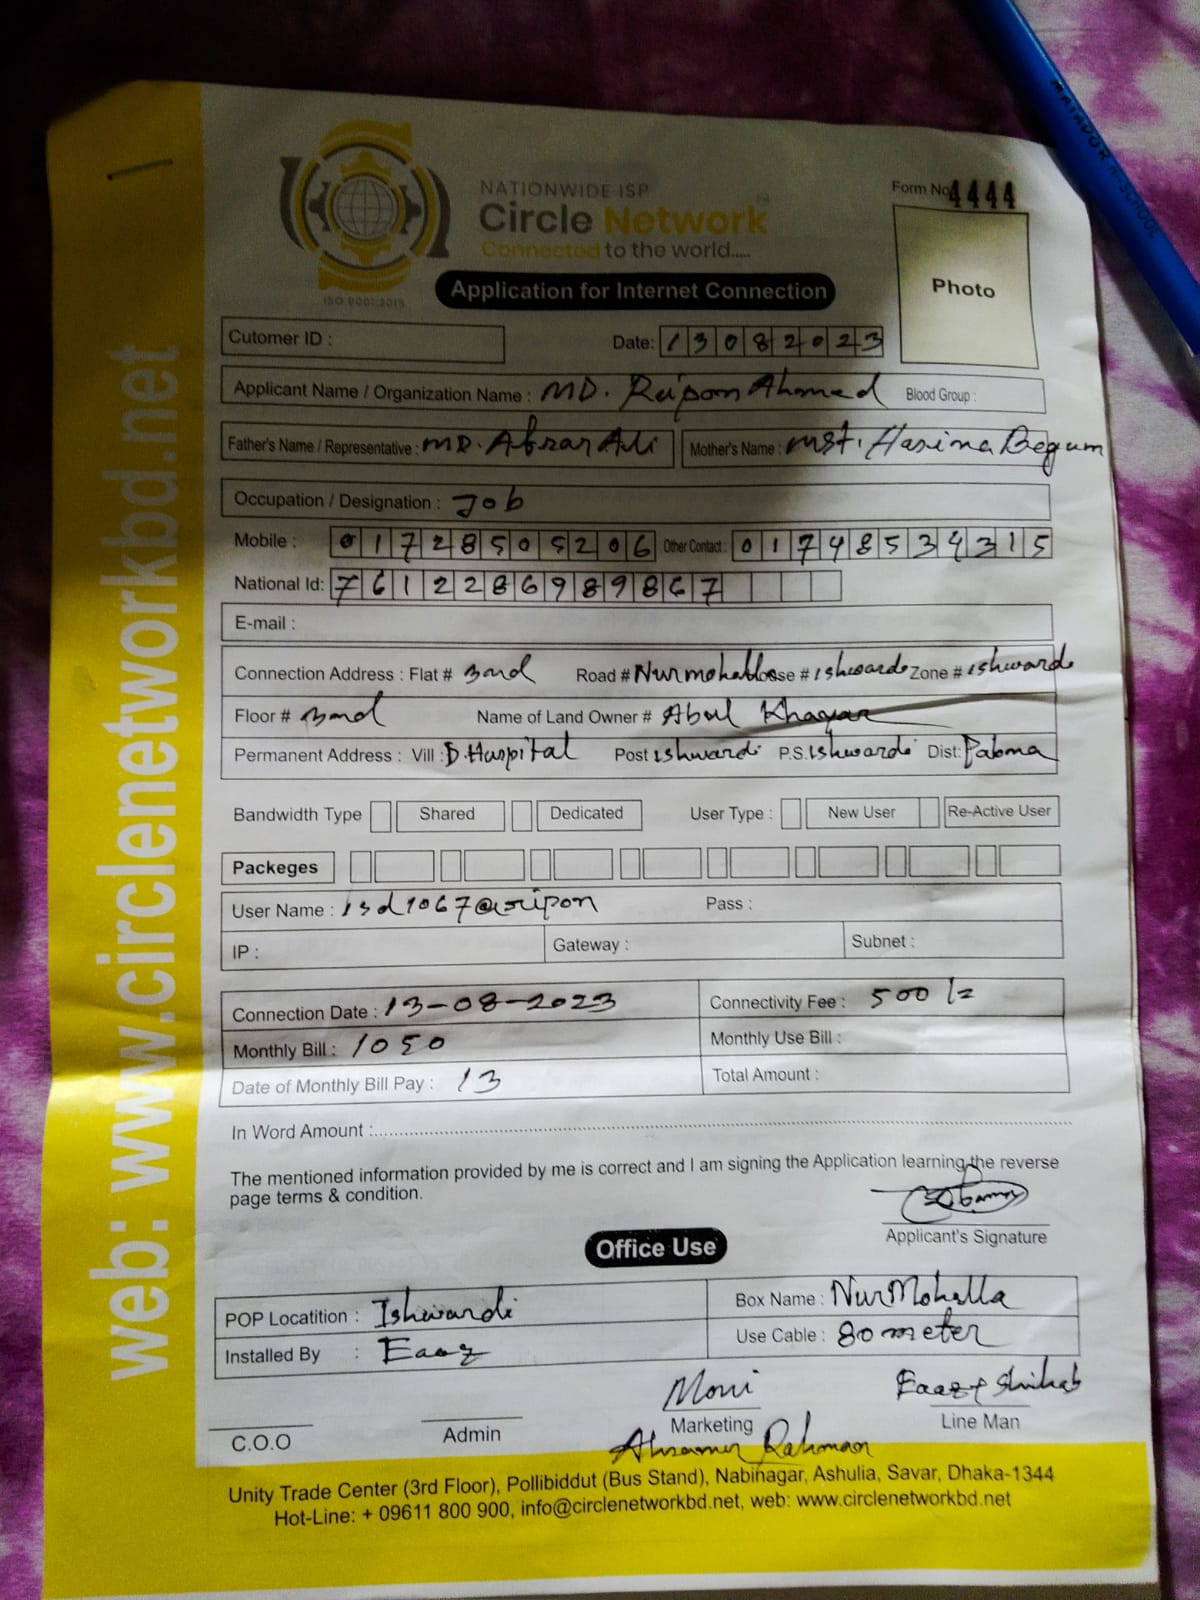 NATIONWIDE ISP
Circle Network
Connected to the world.....
ISO 9001:2015
Form No 4444
Photo
Application for Internet Connection
Cutomer ID :
Date: 13082023
Applicant Name / Organization Name : MD. Ripon Ahomed Blood Group :
Father's Name / Representative : MD. Afsar Ali Mother's Name : Mst. Hasina Begum
Occupation / Designation : Job
Mobile : 01728505206 Other Contact : 01748534315
National Id: 7612286989867
E-mail :
Connection Address : Flat # 3nd Road # Nurmohalla House # ishwardi Zone # ishwardi
Floor # 3nd Name of Land Owner # Abul Khayar
Permanent Address : Vill : D. Huspital Post ishwardi P.S. ishwardi Dist: Pabna
Bandwidth Type Shared Dedicated User Type : New User Re-Active User
Packeges
User Name : isd1067@ripon Pass :
IP : Gateway : Subnet :
Connection Date : 13-08-2023 Connectivity Fee : 500/=
Monthly Bill : 1050 Monthly Use Bill :
Date of Monthly Bill Pay : 13 Total Amount :
In Word Amount :
The mentioned information provided by me is correct and I am signing the Application learning the reverse
page terms & condition.
Applicant's Signature
Office Use
POP Locatition : Ishwardi Box Name : Nur Mohalla
Installed By : Eaaz Use Cable : 80 meter
Moni Eaaz + Shihab
C.O.O Admin Marketing Line Man
Rahman
Unity Trade Center (3rd Floor), Pollibiddut (Bus Stand), Nabinagar, Ashulia, Savar, Dhaka-1344
Hot-Line: + 09611 800 900, info@circlenetworkbd.net, web: www.circlenetworkbd.net
web: www.circlenetworkbd.net